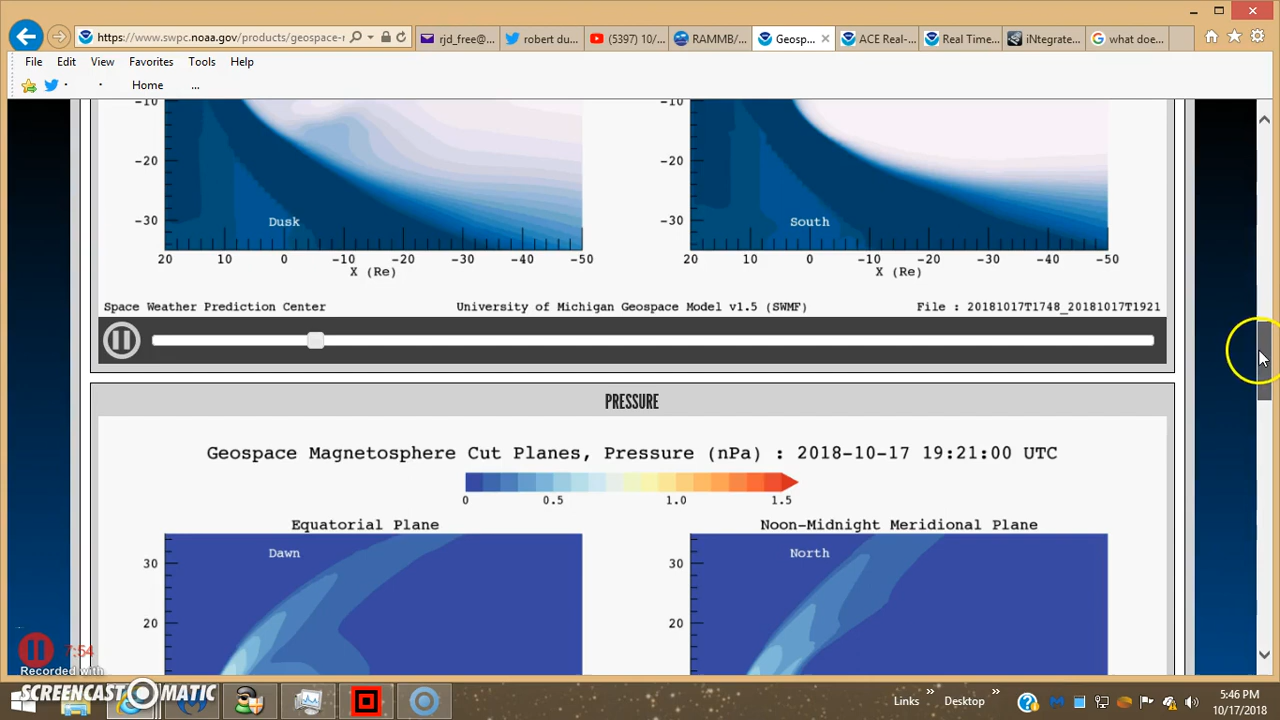 https://www.swpc.noaa.gov/products/geospace-r
rjd_free@...
robert du...
(5397) 10/...
RAMMB/...
Geosp...
ACE Real-...
Real Time...
iNtegrate...
what doe...
File Edit View Favorites Tools Help
Home ...
-10 -10
-20 -20
-30 -30
Dusk South
20 10 0 -10 -20 -30 -40 -50 20 10 0 -10 -20 -30 -40 -50
X (Re) X (Re)
Space Weather Prediction Center University of Michigan Geospace Model v1.5 (SWMF) File : 20181017T1748_20181017T1921
PRESSURE
Geospace Magnetosphere Cut Planes, Pressure (nPa) : 2018-10-17 19:21:00 UTC
0 0.5 1.0 1.5
Equatorial Plane Noon-Midnight Meridional Plane
Dawn North
30 30
20 20
7:54
Recorded with
SCREENCAST-O-MATIC
Links » Desktop » 5:46 PM
10/17/2018